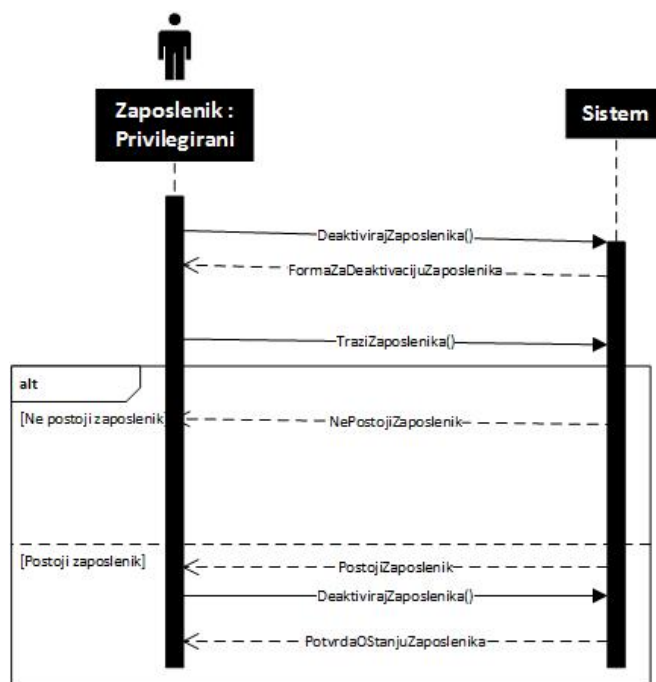 Zaposlenik :
Privilegirani
Sistem
DeaktivirajZaposlenika()
FormaZaDeaktivacijuZaposlenika
TraziZaposlenika()
alt
[Ne postoji zaposlenik]
NePostojiZaposlenik
[Postoji zaposlenik]
PostojiZaposlenik
DeaktivirajZaposlenika()
PotvrdaOStanjuZaposlenika